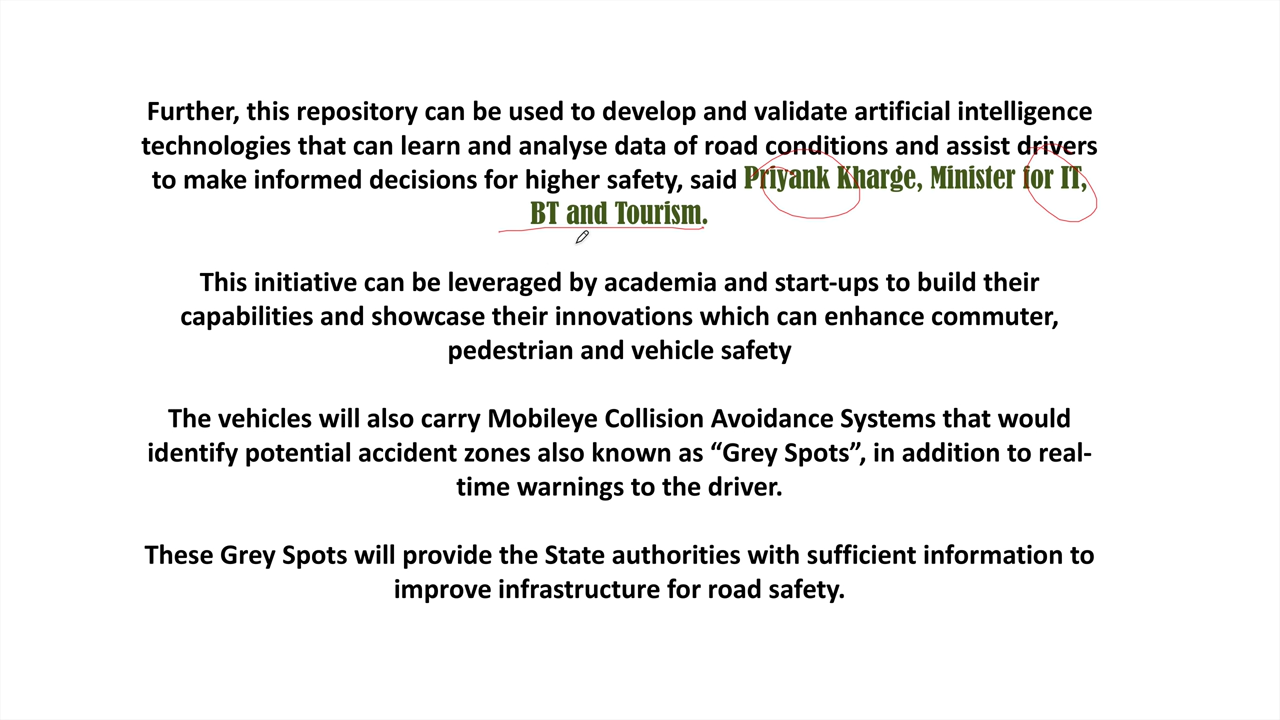 Further, this repository can be used to develop and validate artificial intelligence
technologies that can learn and analyse data of road conditions and assist drivers
to make informed decisions for higher safety, said Priyank Kharge, Minister for IT,
BT and Tourism.
This initiative can be leveraged by academia and start-ups to build their
capabilities and showcase their innovations which can enhance commuter,
pedestrian and vehicle safety
The vehicles will also carry Mobileye Collision Avoidance Systems that would
identify potential accident zones also known as “Grey Spots”, in addition to real-
time warnings to the driver.
These Grey Spots will provide the State authorities with sufficient information to
improve infrastructure for road safety.